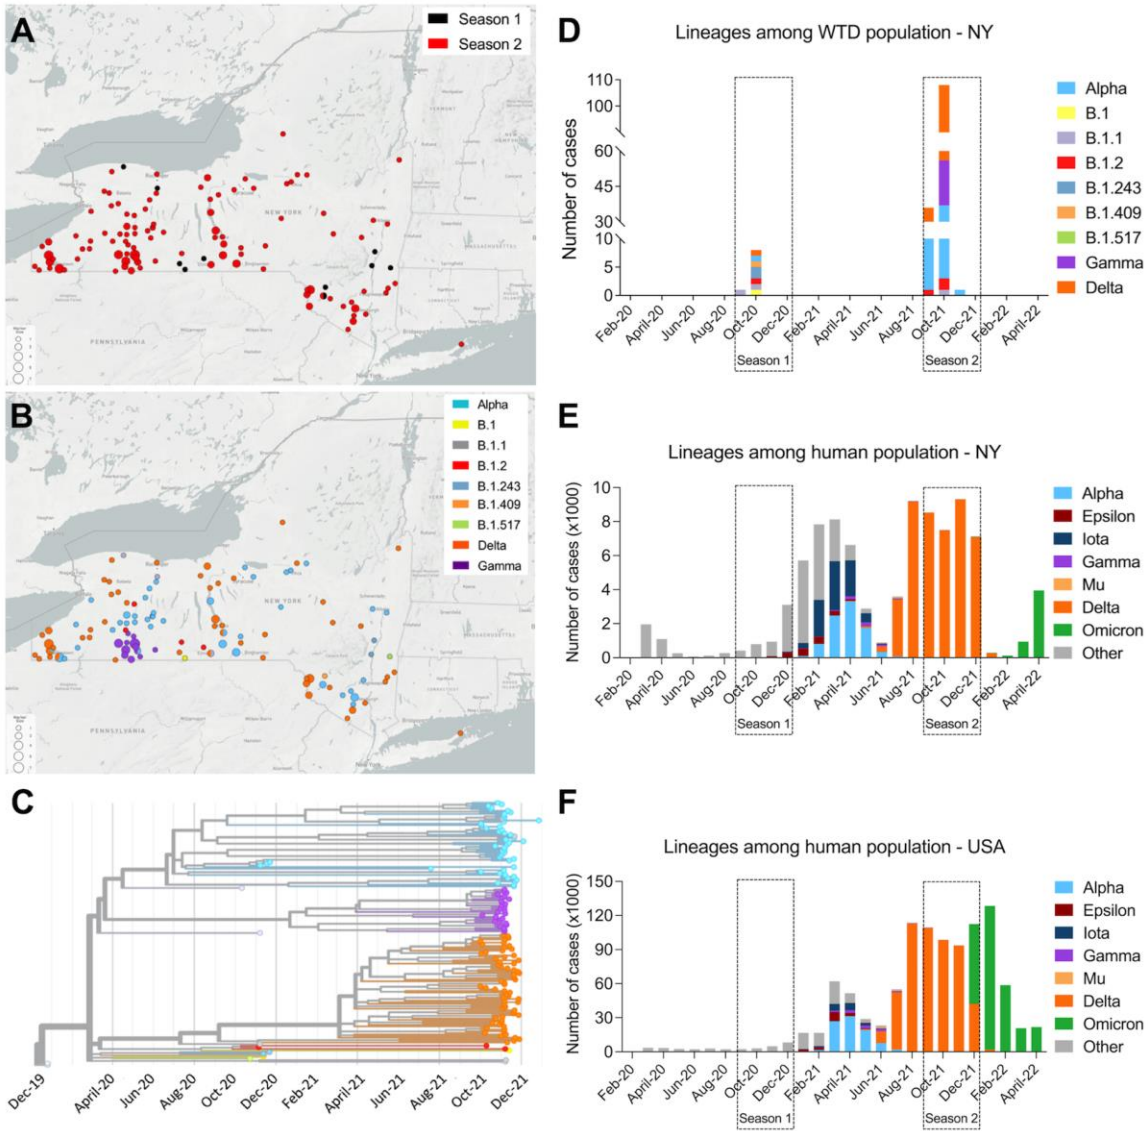 A
Season 1
Season 2
NEW YORK
PENNSYLVANIA
VERMONT
MASSACHUSETTS
CONNECTICUT
New York
B
Alpha
B.1
B.1.1
B.1.2
B.1.243
B.1.409
B.1.517
Delta
Gamma
NEW YORK
PENNSYLVANIA
New York
C
Dec-19
April-20
June-20
Aug-20
Oct-20
Dec-20
Feb-21
April-21
June-21
Aug-21
Oct-21
Dec-21
D
Lineages among WTD population - NY
Number of cases
110
100
60
45
30
10
5
0
Feb-20
April-20
Jun-20
Aug-20
Oct-20
Dec-20
Feb-21
April-21
Jun-21
Aug-21
Oct-21
Dec-21
Feb-22
April-22
Season 1
Season 2
Alpha
B.1
B.1.1
B.1.2
B.1.243
B.1.409
B.1.517
Gamma
Delta
E
Lineages among human population - NY
Number of cases (x1000)
10
8
6
4
2
0
Feb-20
April-20
Jun-20
Aug-20
Oct-20
Dec-20
Feb-21
April-21
Jun-21
Aug-21
Oct-21
Dec-21
Feb-22
April-22
Season 1
Season 2
Alpha
Epsilon
Iota
Gamma
Mu
Delta
Omicron
Other
F
Lineages among human population - USA
Number of cases (x1000)
150
120
90
60
30
0
Feb-20
April-20
Jun-20
Aug-20
Oct-20
Dec-20
Feb-21
April-21
Jun-21
Aug-21
Oct-21
Dec-21
Feb-22
April-22
Season 1
Season 2
Alpha
Epsilon
Iota
Gamma
Mu
Delta
Omicron
Other